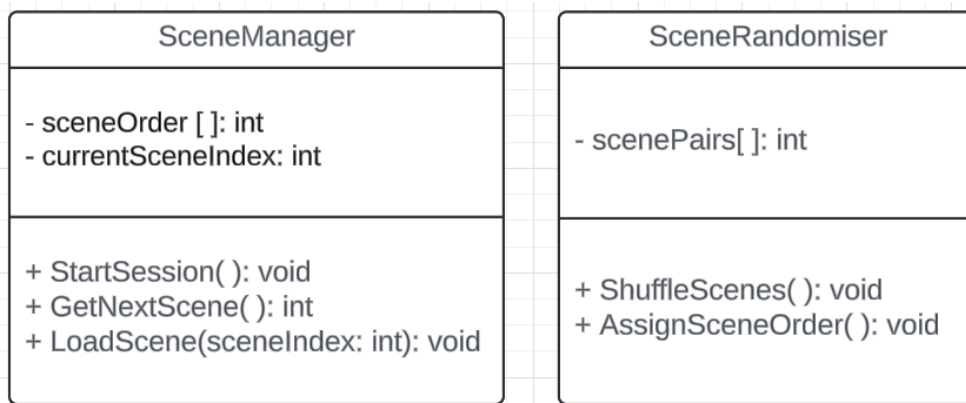 SceneManager
- sceneOrder [ ]: int
- currentSceneIndex: int
+ StartSession( ): void
+ GetNextScene( ): int
+ LoadScene(sceneIndex: int): void
SceneRandomiser
- scenePairs[ ]: int
+ ShuffleScenes( ): void
+ AssignSceneOrder( ): void